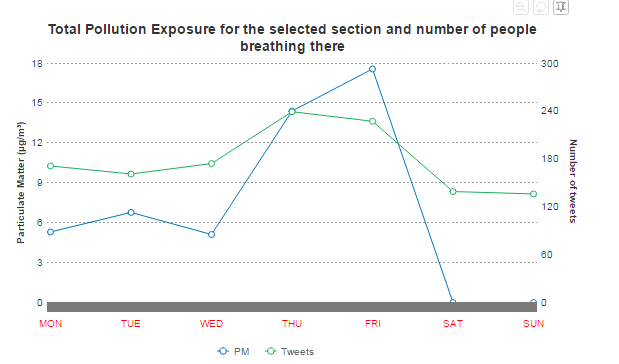 Total Pollution Exposure for the selected section and number of people
breathing there
18
15
12
9
6
3
0
Particulate Matter (µg/m³)
300
240
180
120
60
0
Number of tweets
MON TUE WED THU FRI SAT SUN
PM Tweets